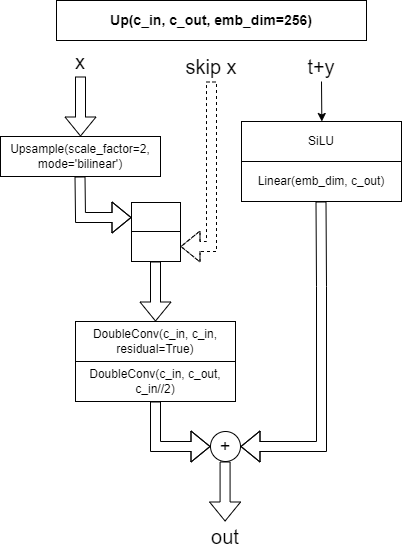 Up(c_in, c_out, emb_dim=256)
x
skip x
t+y
Upsample(scale_factor=2,
mode='bilinear')
SiLU
Linear(emb_dim, c_out)
DoubleConv(c_in, c_in,
residual=True)
DoubleConv(c_in, c_out,
c_in//2)
+
out